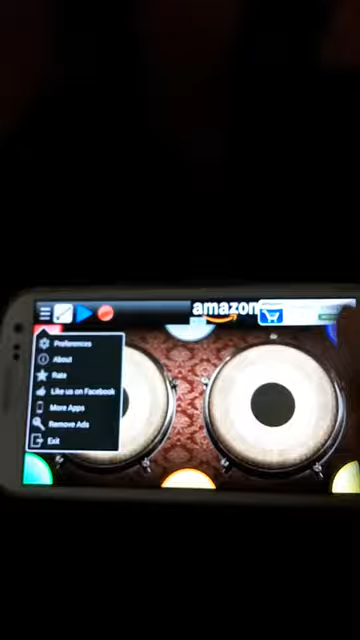 amazon
Preferences
About
Rate
Like us on Facebook
More Apps
Remove Ads
Exit